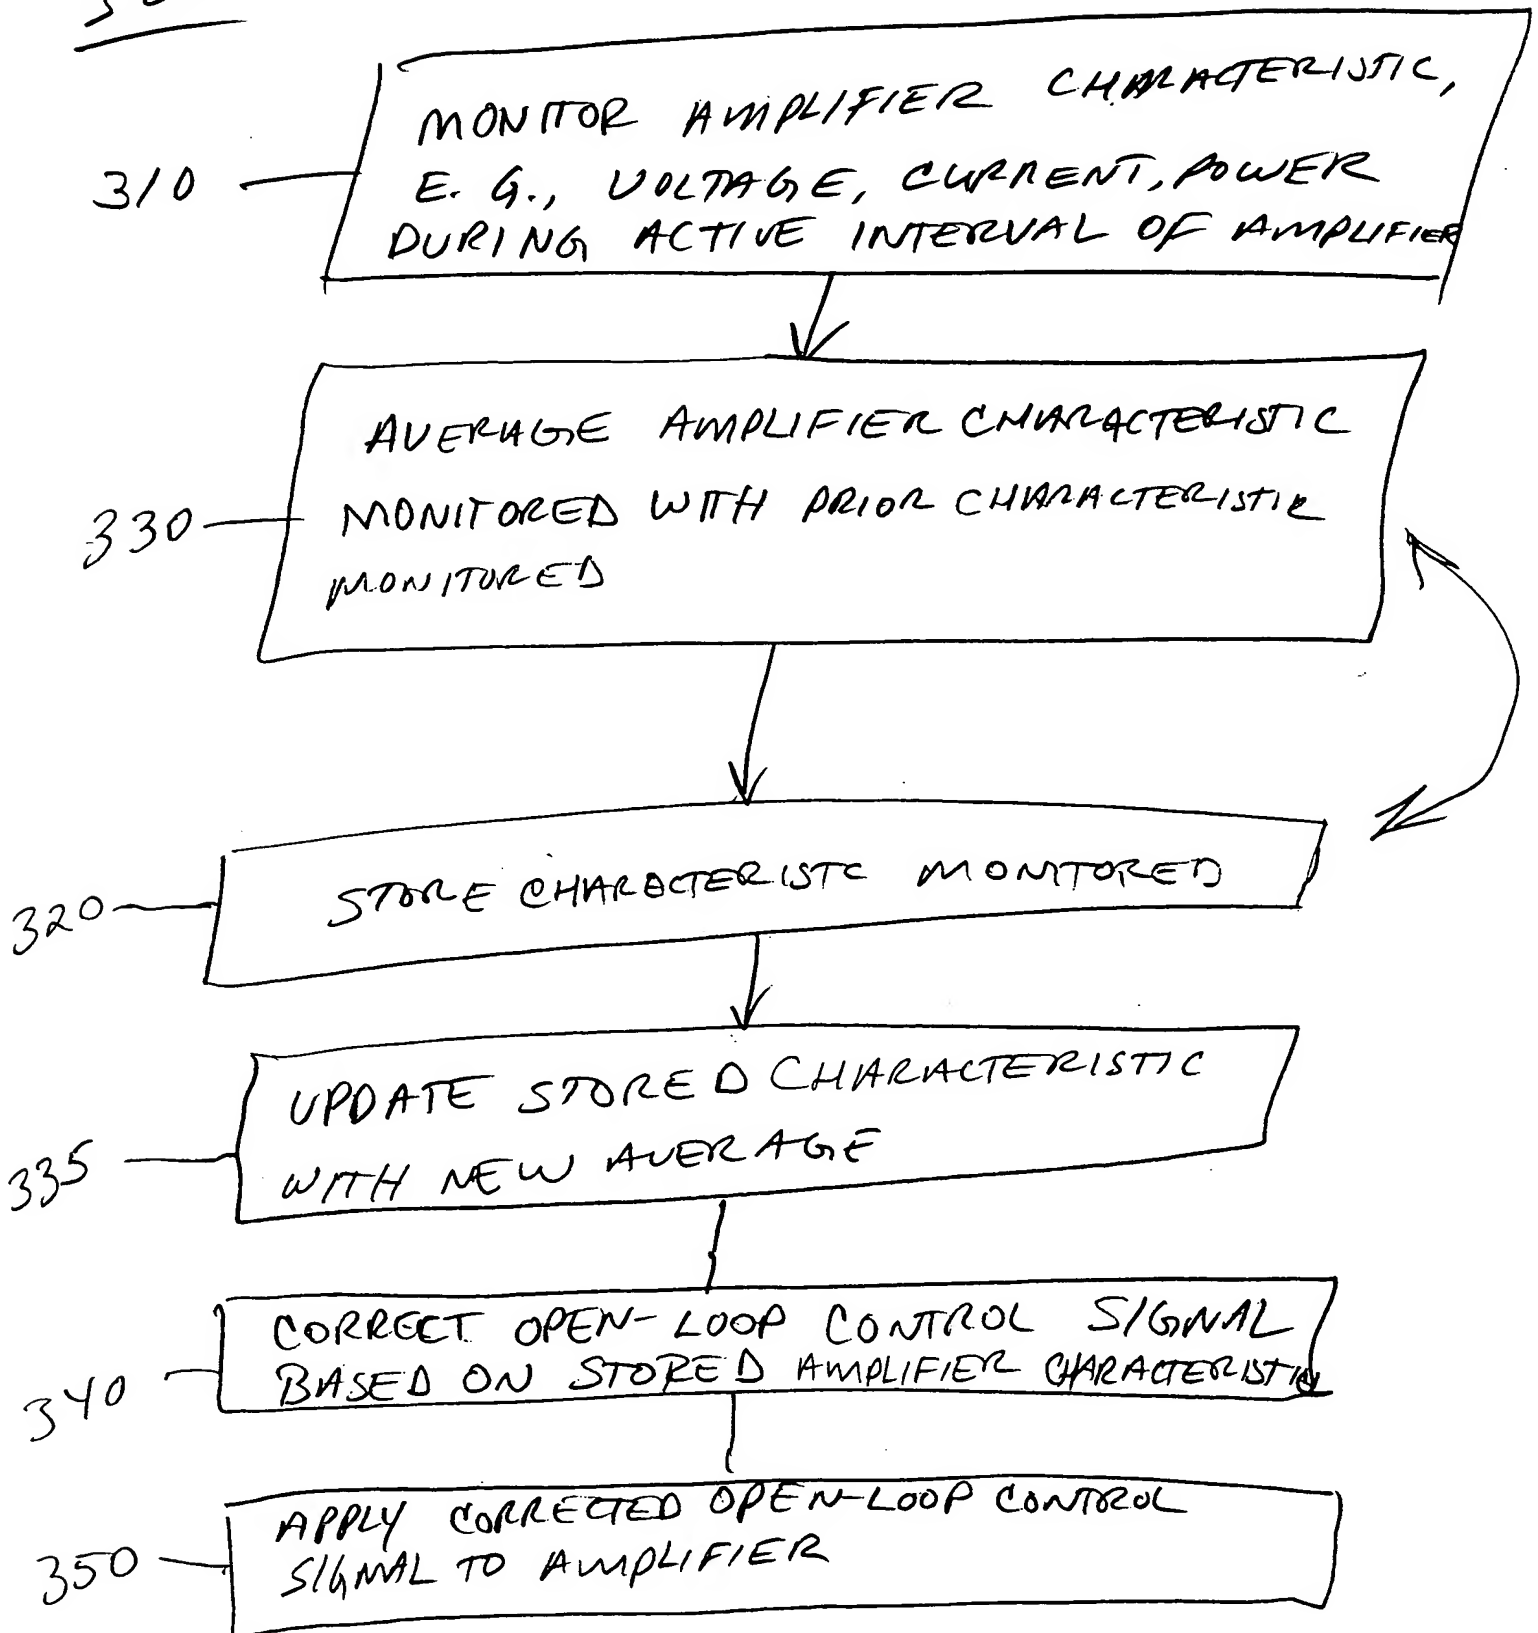 MONITOR AMPLIFIER CHARACTERISTIC,
310
E. G., VOLTAGE, CURRENT, POWER
DURING ACTIVE INTERVAL OF AMPLIFIER
AVERAGE AMPLIFIER CHARACTERISTIC
330
MONITORED WITH PRIOR CHARACTERISTIC
MONITORED
320
STORE CHARACTERISTC MONITORED
UPDATE STORED CHARACTERISTIC
335
WITH NEW AVERAGE
CORRECT OPEN-LOOP CONTROL SIGNAL
340
BASED ON STORED AMPLIFIER CHARACTERISTIC
APPLY CORRECTED OPEN-LOOP CONTROL
350
SIGNAL TO AMPLIFIER